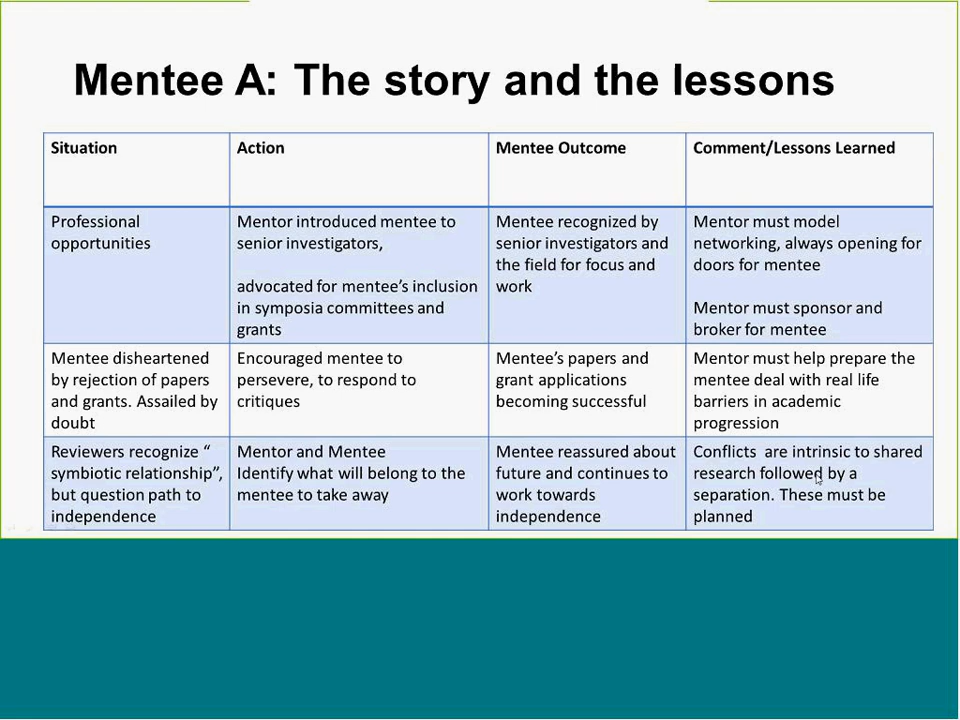 Mentee A: The story and the lessons
Situation
Action
Mentee Outcome
Comment/Lessons Learned
Professional
opportunities
Mentor introduced mentee to
senior investigators,
advocated for mentee's inclusion
in symposia committees and
grants
Mentee recognized by
senior investigators and
the field for focus and
work
Mentor must model
networking, always opening for
doors for mentee
Mentor must sponsor and
broker for mentee
Mentee disheartened
by rejection of papers
and grants. Assailed by
doubt
Encouraged mentee to
persevere, to respond to
critiques
Mentee's papers and
grant applications
becoming successful
Mentor must help prepare the
mentee deal with real life
barriers in academic
progression
Reviewers recognize "
symbiotic relationship",
but question path to
independence
Mentor and Mentee
Identify what will belong to the
mentee to take away
Mentee reassured about
future and continues to
work towards
independence
Conflicts  are intrinsic to shared
research followed by a
separation. These must be
planned